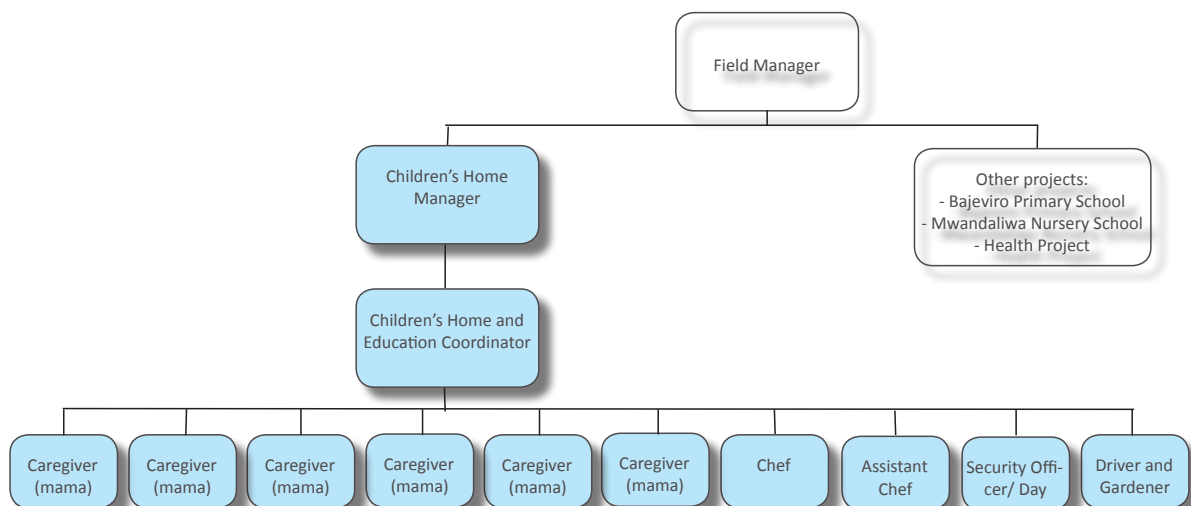 Field Manager
Children’s Home
Manager
Other projects:
- Bajeviro Primary School
- Mwandaliwa Nursery School
- Health Project
Children’s Home and
Education Coordinator
Caregiver
(mama)
Caregiver
(mama)
Caregiver
(mama)
Caregiver
(mama)
Caregiver
(mama)
Caregiver
(mama)
Chef
Assistant
Chef
Security Offi-
cer/ Day
Driver and
Gardener